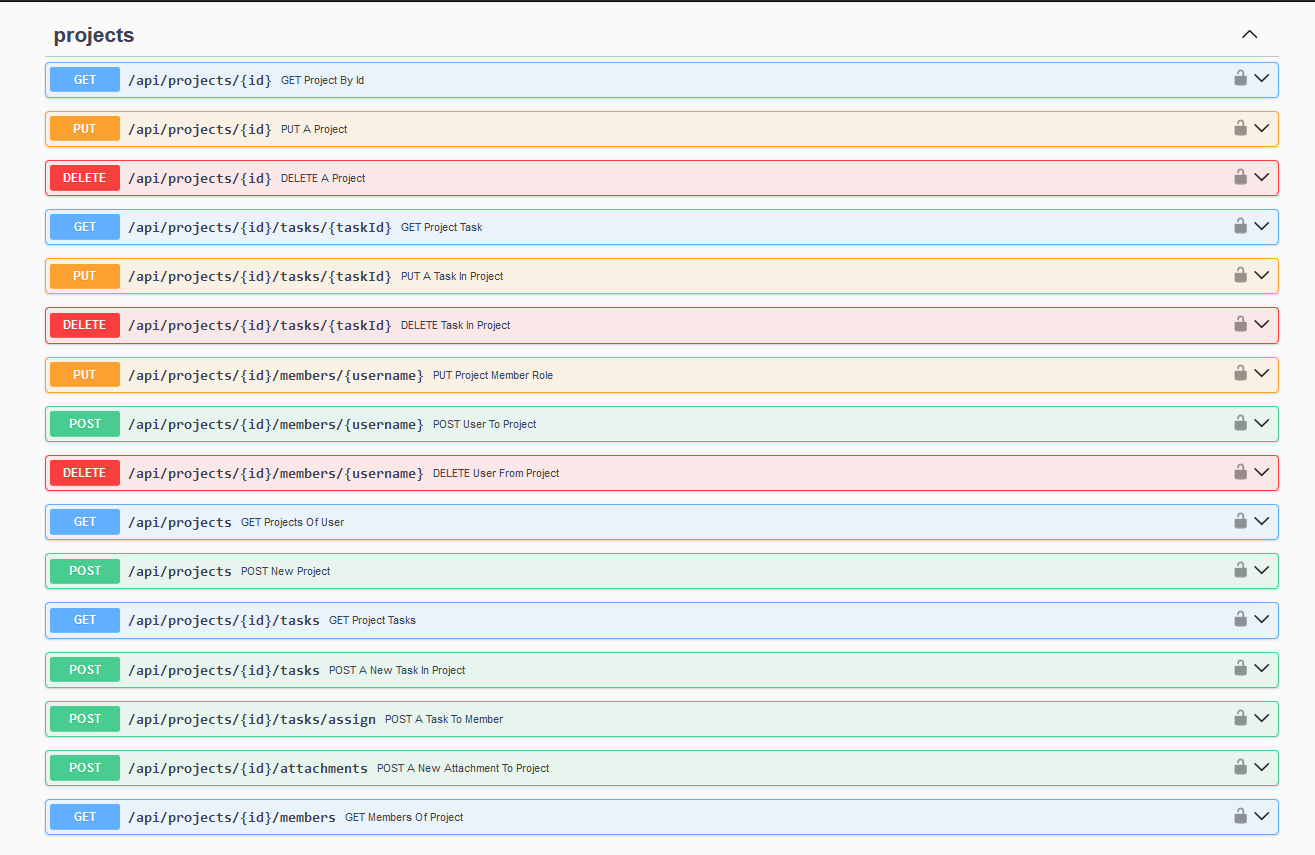 projects
GET /api/projects/{id} GET Project By Id
PUT /api/projects/{id} PUT A Project
DELETE /api/projects/{id} DELETE A Project
GET /api/projects/{id}/tasks/{taskId} GET Project Task
PUT /api/projects/{id}/tasks/{taskId} PUT A Task In Project
DELETE /api/projects/{id}/tasks/{taskId} DELETE Task In Project
PUT /api/projects/{id}/members/{username} PUT Project Member Role
POST /api/projects/{id}/members/{username} POST User To Project
DELETE /api/projects/{id}/members/{username} DELETE User From Project
GET /api/projects GET Projects Of User
POST /api/projects POST New Project
GET /api/projects/{id}/tasks GET Project Tasks
POST /api/projects/{id}/tasks POST A New Task In Project
POST /api/projects/{id}/tasks/assign POST A Task To Member
POST /api/projects/{id}/attachments POST A New Attachment To Project
GET /api/projects/{id}/members GET Members Of Project